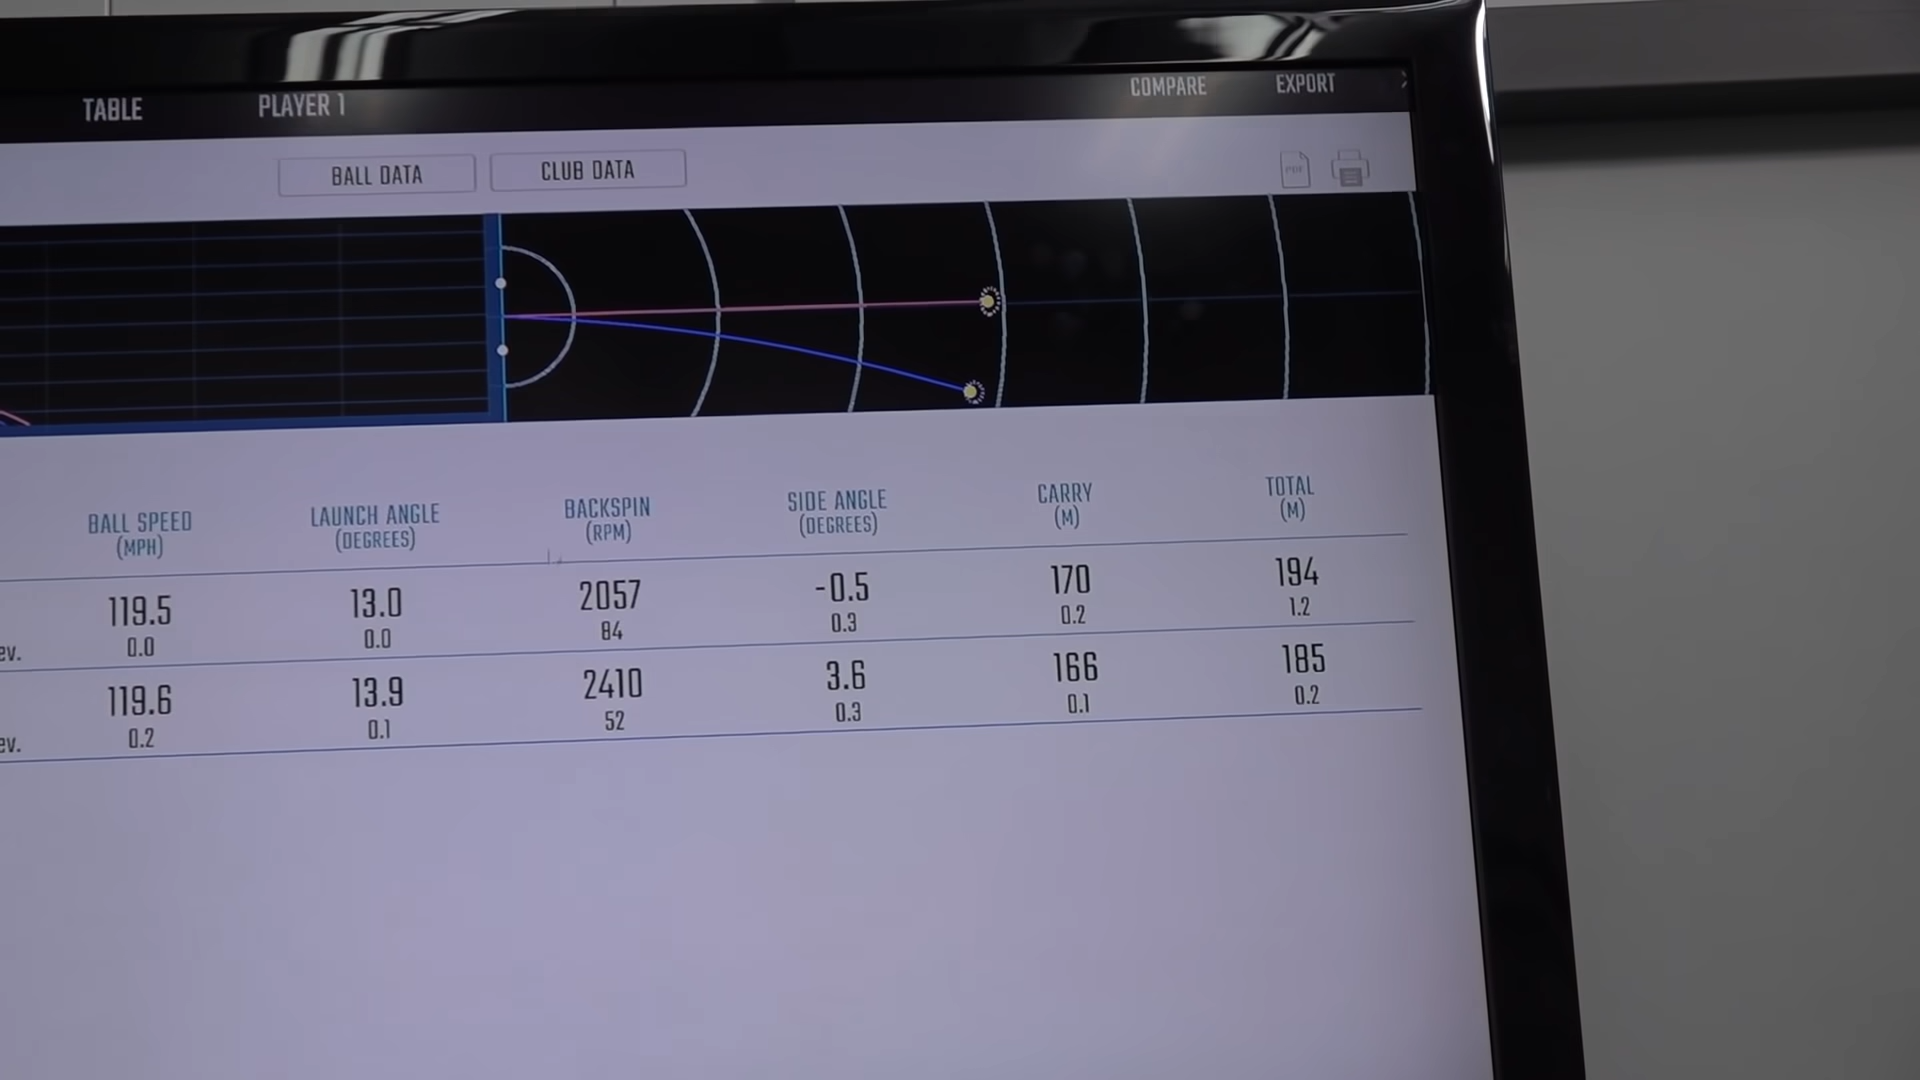 TABLE
PLAYER 1
COMPARE
EXPORT
BALL DATA
CLUB DATA
PDF
BALL SPEED
(MPH)
LAUNCH ANGLE
(DEGREES)
BACKSPIN
(RPM)
SIDE ANGLE
(DEGREES)
CARRY
(M)
TOTAL
(M)
119.5 13.0 2057 -0.5 170 194
ev. 0.0 0.0 84 0.3 0.2 1.2
119.6 13.9 2410 3.6 166 185
ev. 0.2 0.1 52 0.3 0.1 0.2